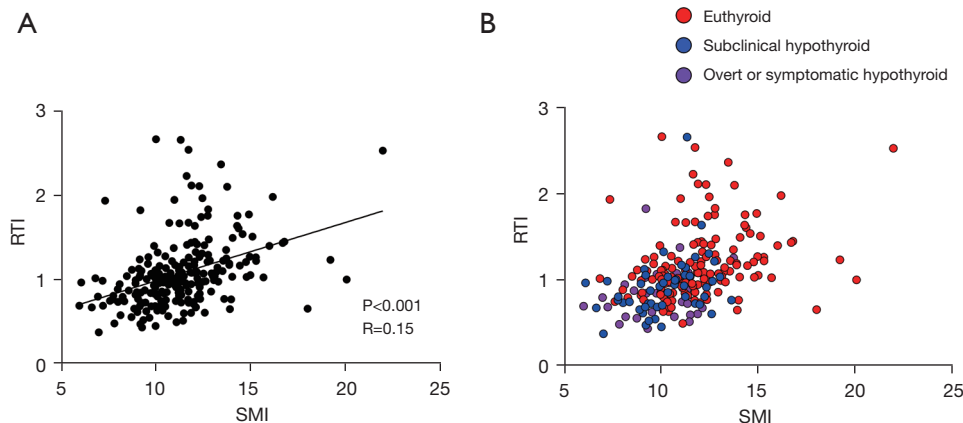 A
3
2
RTI
1
0
5
10
15
20
25
SMI
P<0.001
R=0.15
B
Euthyroid
Subclinical hypothyroid
Overt or symptomatic hypothyroid
3
2
RTI
1
0
5
10
15
20
25
SMI